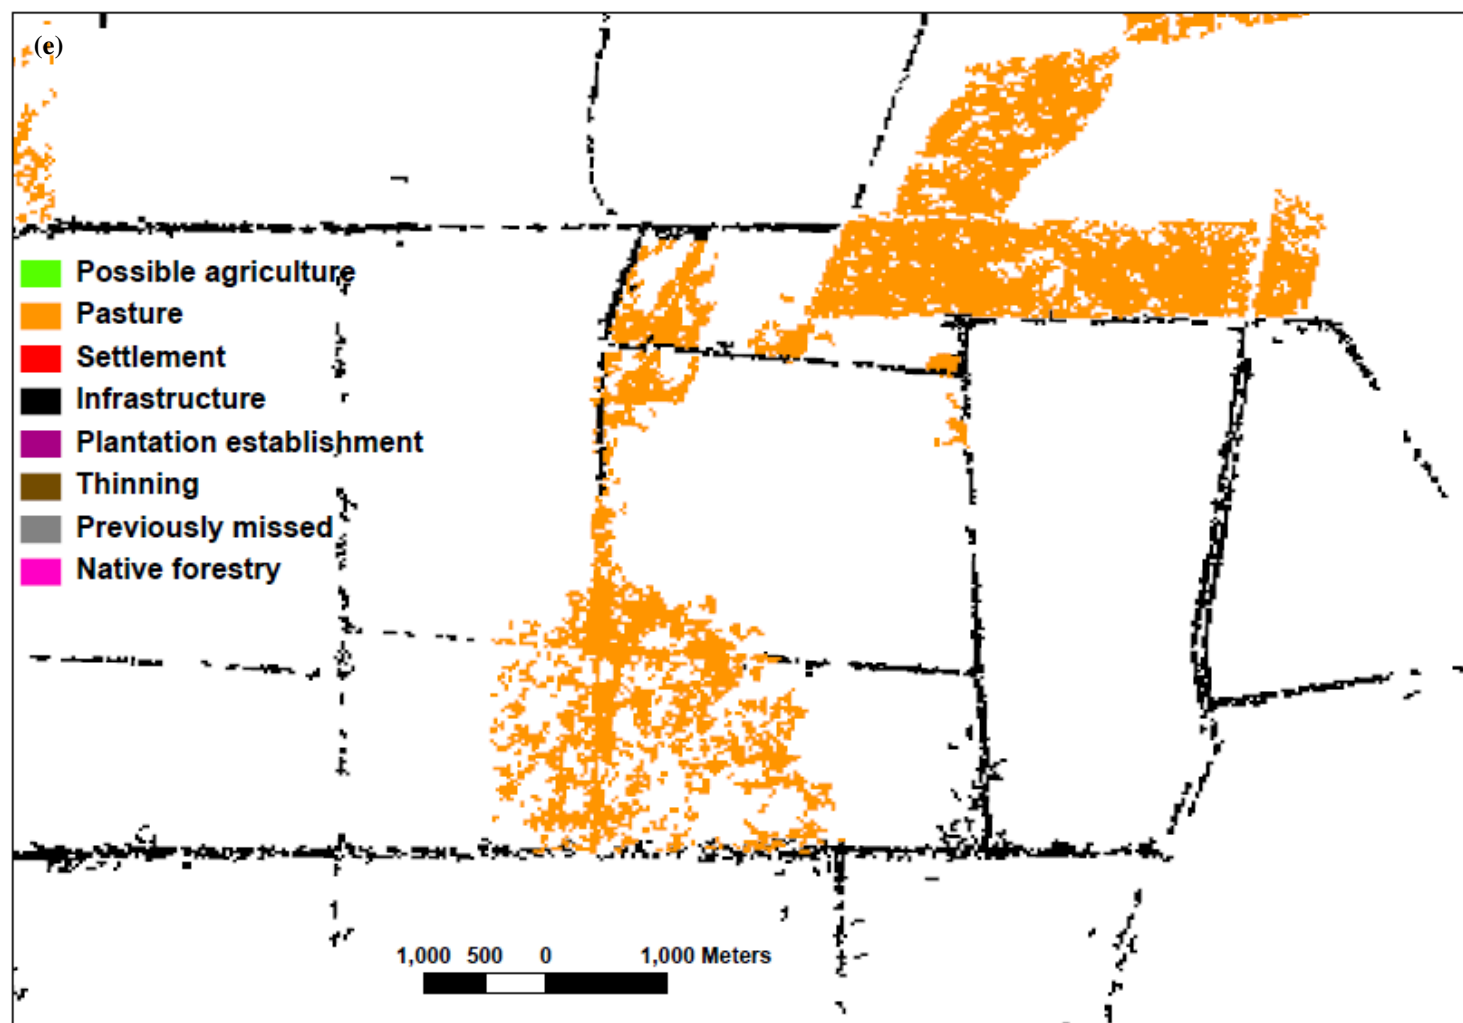 (e)
Possible agriculture
Pasture
Settlement
Infrastructure
Plantation establishment
Thinning
Previously missed
Native forestry
1,000 500 0 1,000 Meters